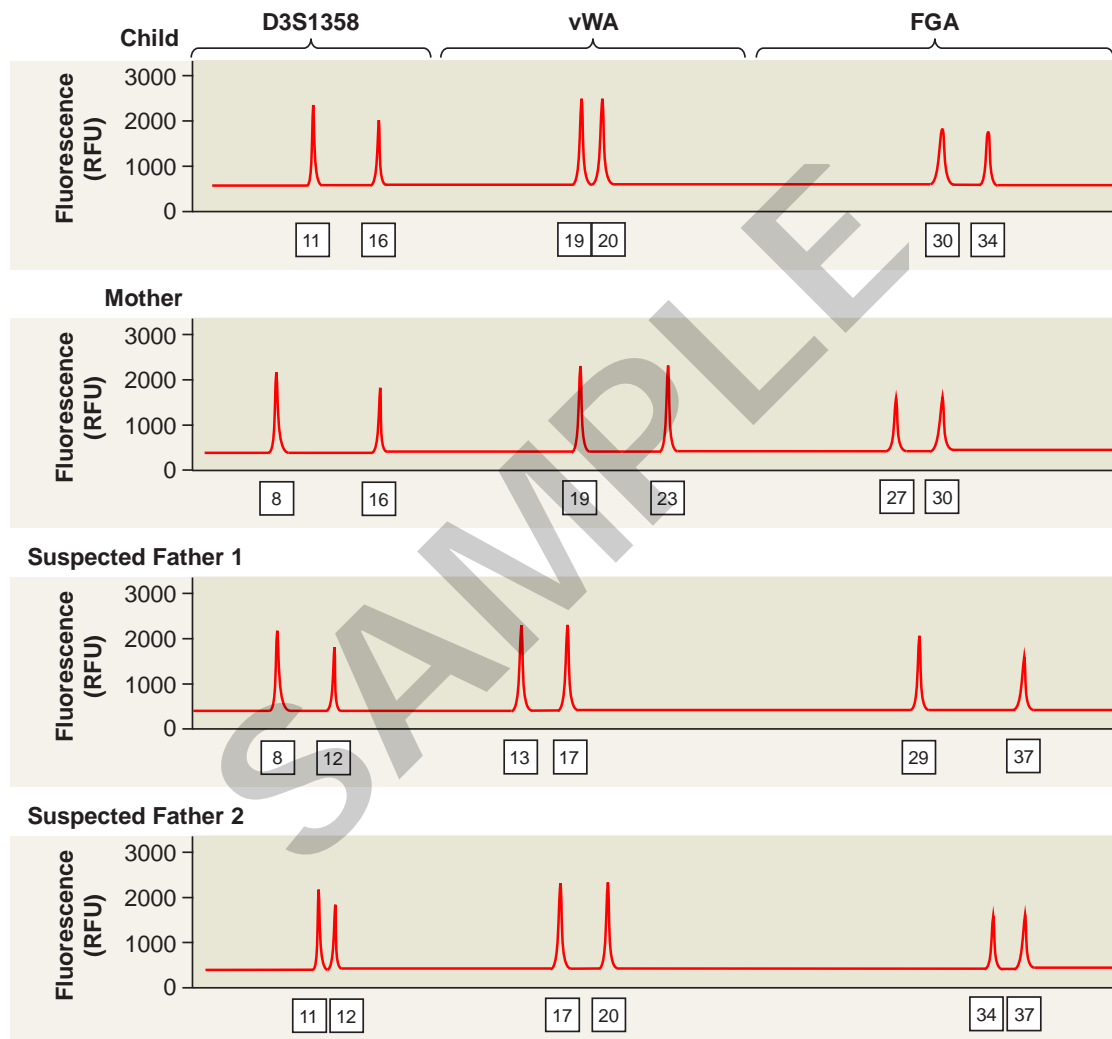 D3S1358 vWA FGA
Child
Fluorescence
(RFU)
3000
2000
1000
0
11 16 19 20 30 34
Mother
Fluorescence
(RFU)
3000
2000
1000
0
8 16 19 23 27 30
Suspected Father 1
Fluorescence
(RFU)
3000
2000
1000
0
8 12 13 17 29 37
Suspected Father 2
Fluorescence
(RFU)
3000
2000
1000
0
11 12 17 20 34 37
SAMPLE